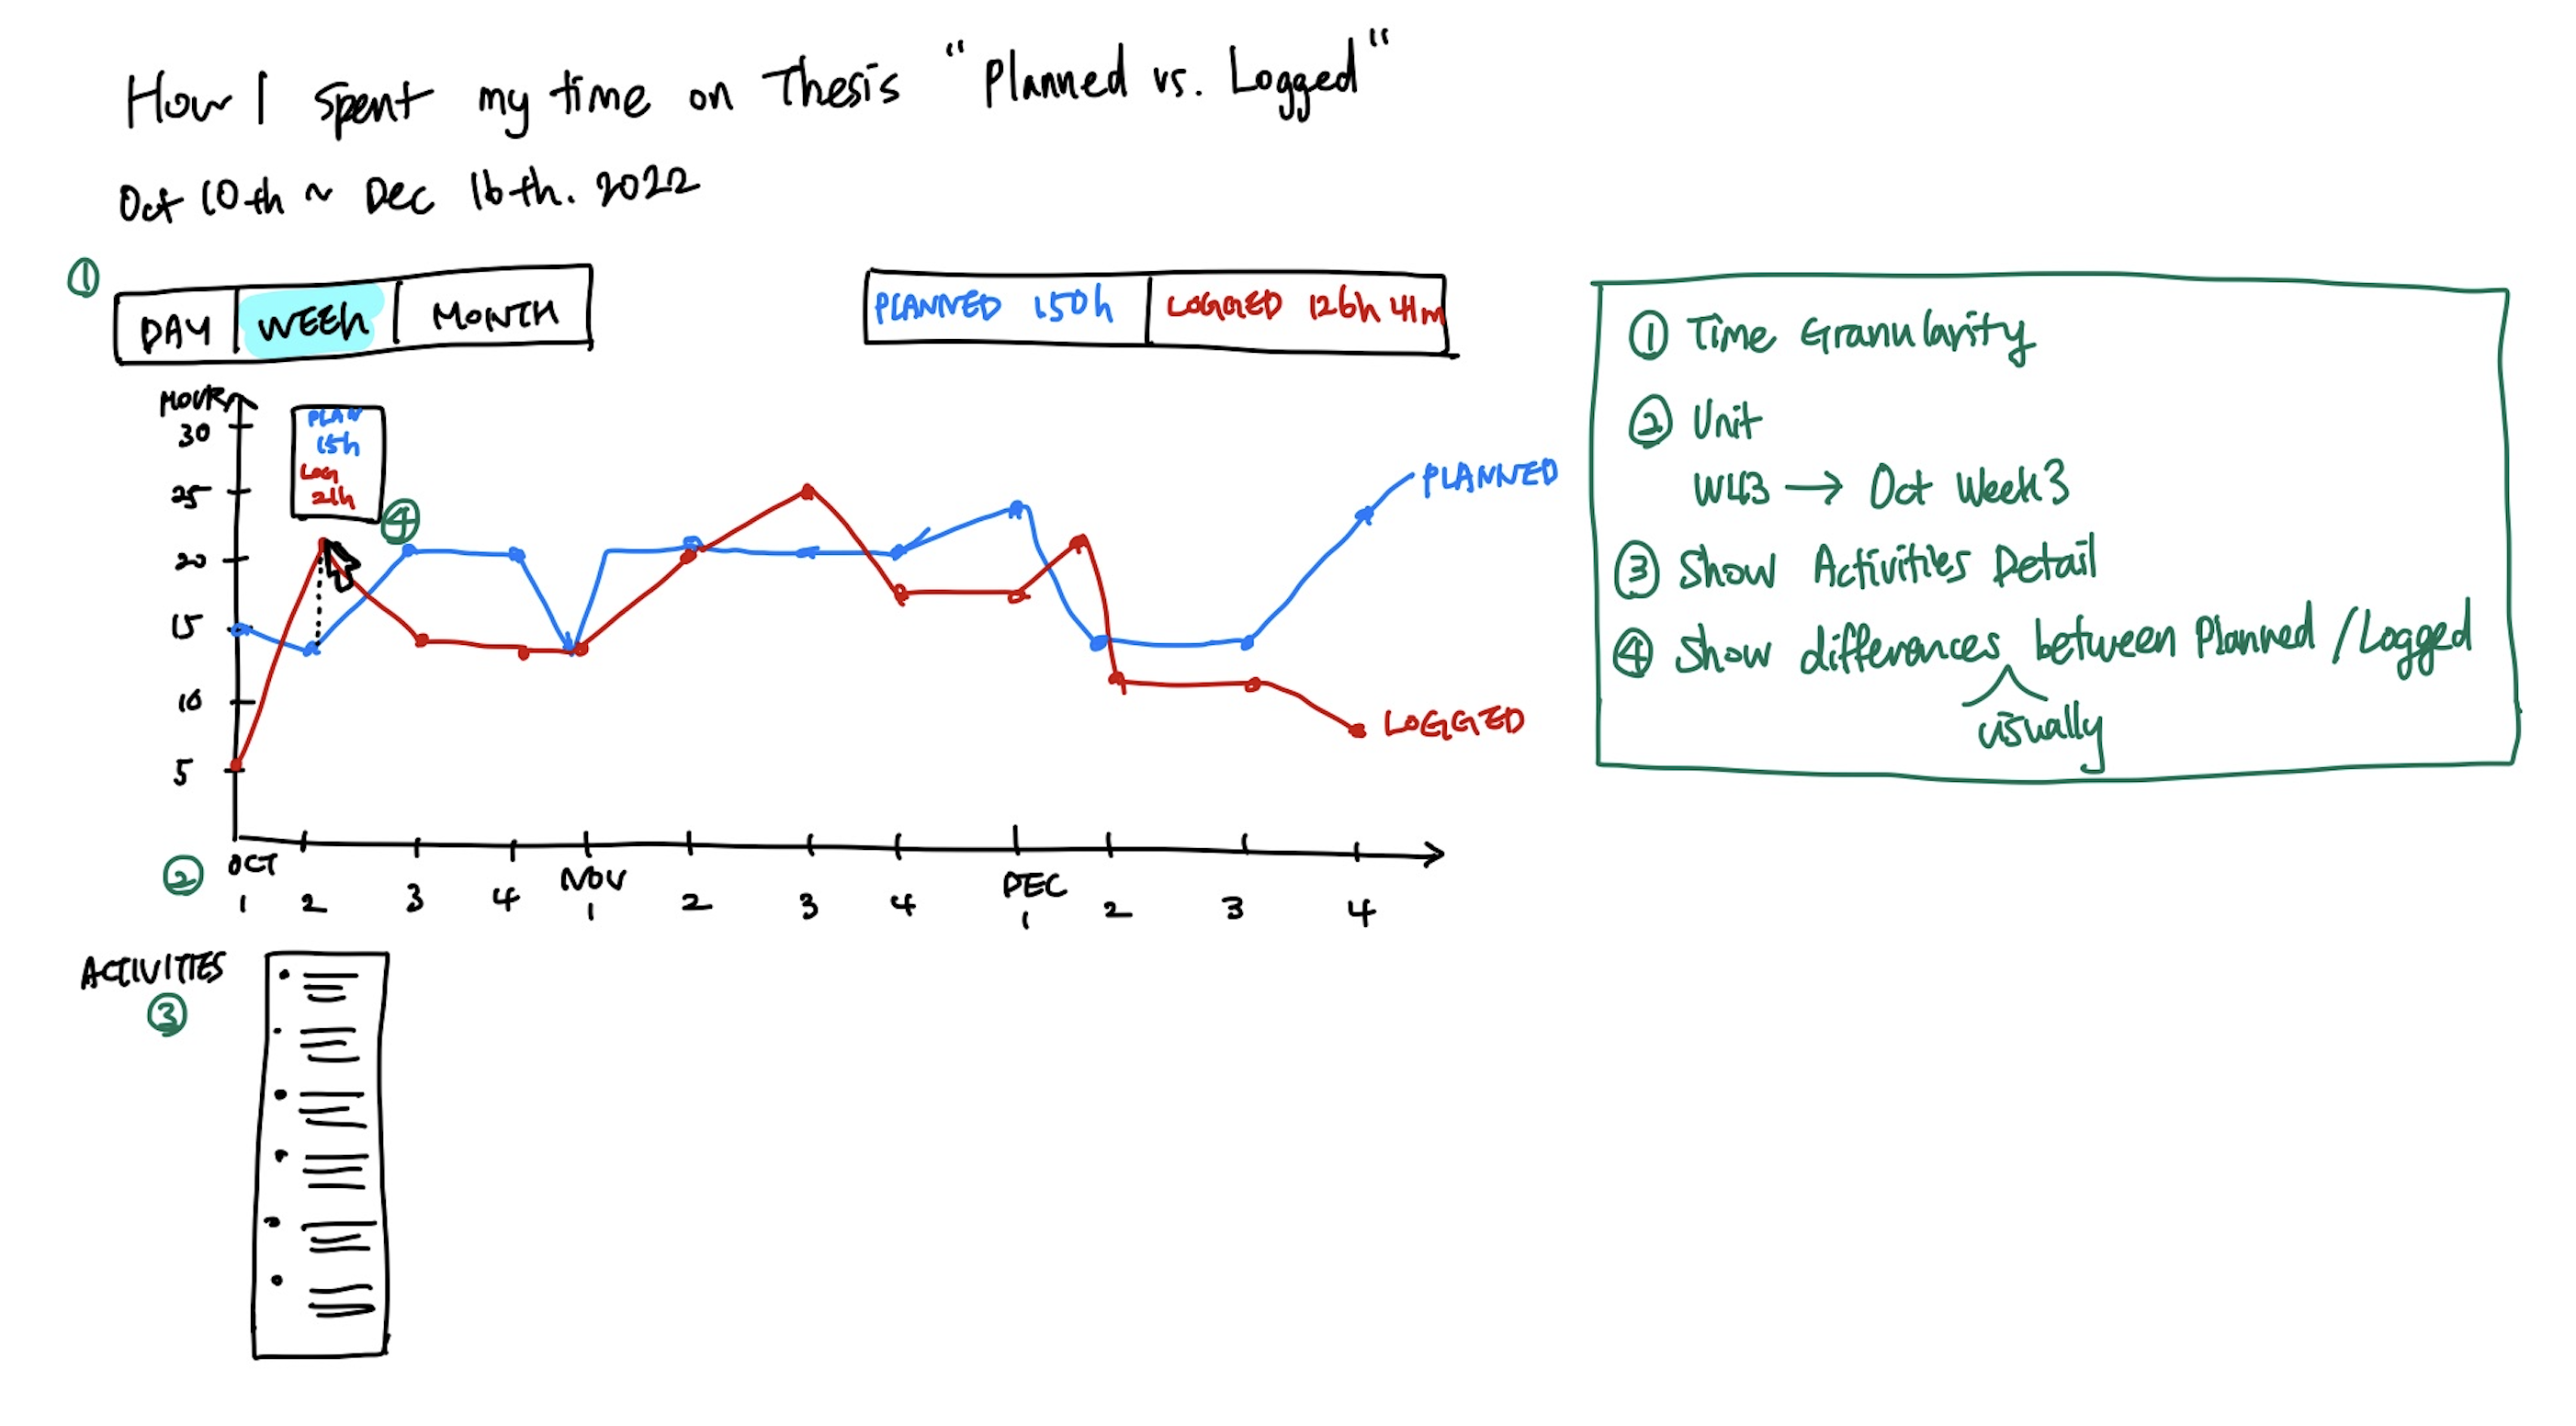 How I spent my time on Thesis "Planned vs. Logged"
Oct 10th ~ Dec 16th. 2022
①
DAY WEEK MONTH
PLANNED 150h LOGGED 126h 41m
HOUR
30
25
20
15
10
5
PLAN
15h
LOG
21h
④
PLANNED
LOGGED
②
OCT NOV DEC
1 2 3 4 1 2 3 4 1 2 3 4
ACTIVITIES
③
① Time Granularity
② Unit
W43 → Oct Week3
③ Show Activities Detail
④ Show differences between Planned / Logged
visually